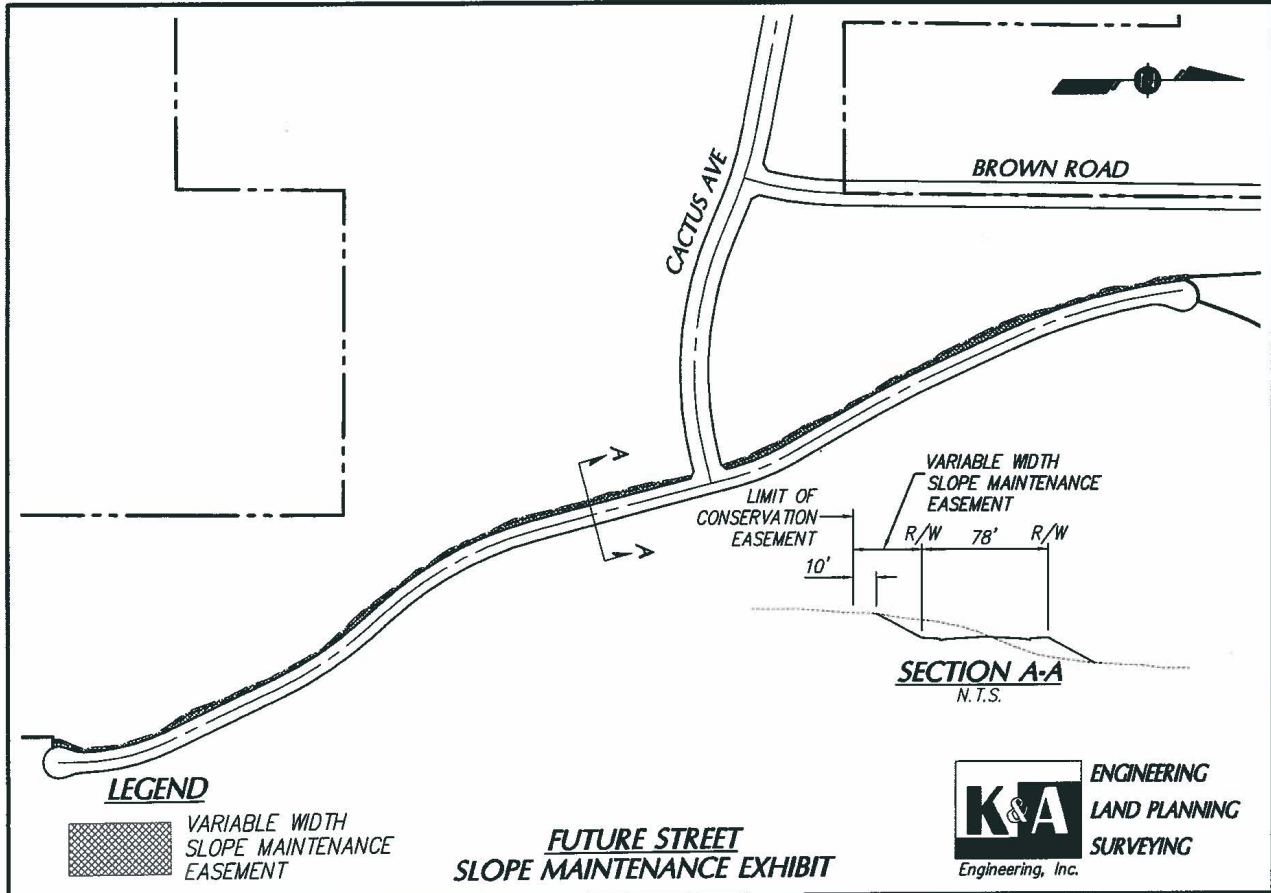 N
BROWN ROAD
CACTUS AVE
A
A
VARIABLE WIDTH
SLOPE MAINTENANCE
EASEMENT
LIMIT OF
CONSERVATION
EASEMENT
R/W
78'
R/W
10'
SECTION A-A
N.T.S.
LEGEND
VARIABLE WIDTH
SLOPE MAINTENANCE
EASEMENT
FUTURE STREET
SLOPE MAINTENANCE EXHIBIT
K&A
Engineering, Inc.
ENGINEERING
LAND PLANNING
SURVEYING